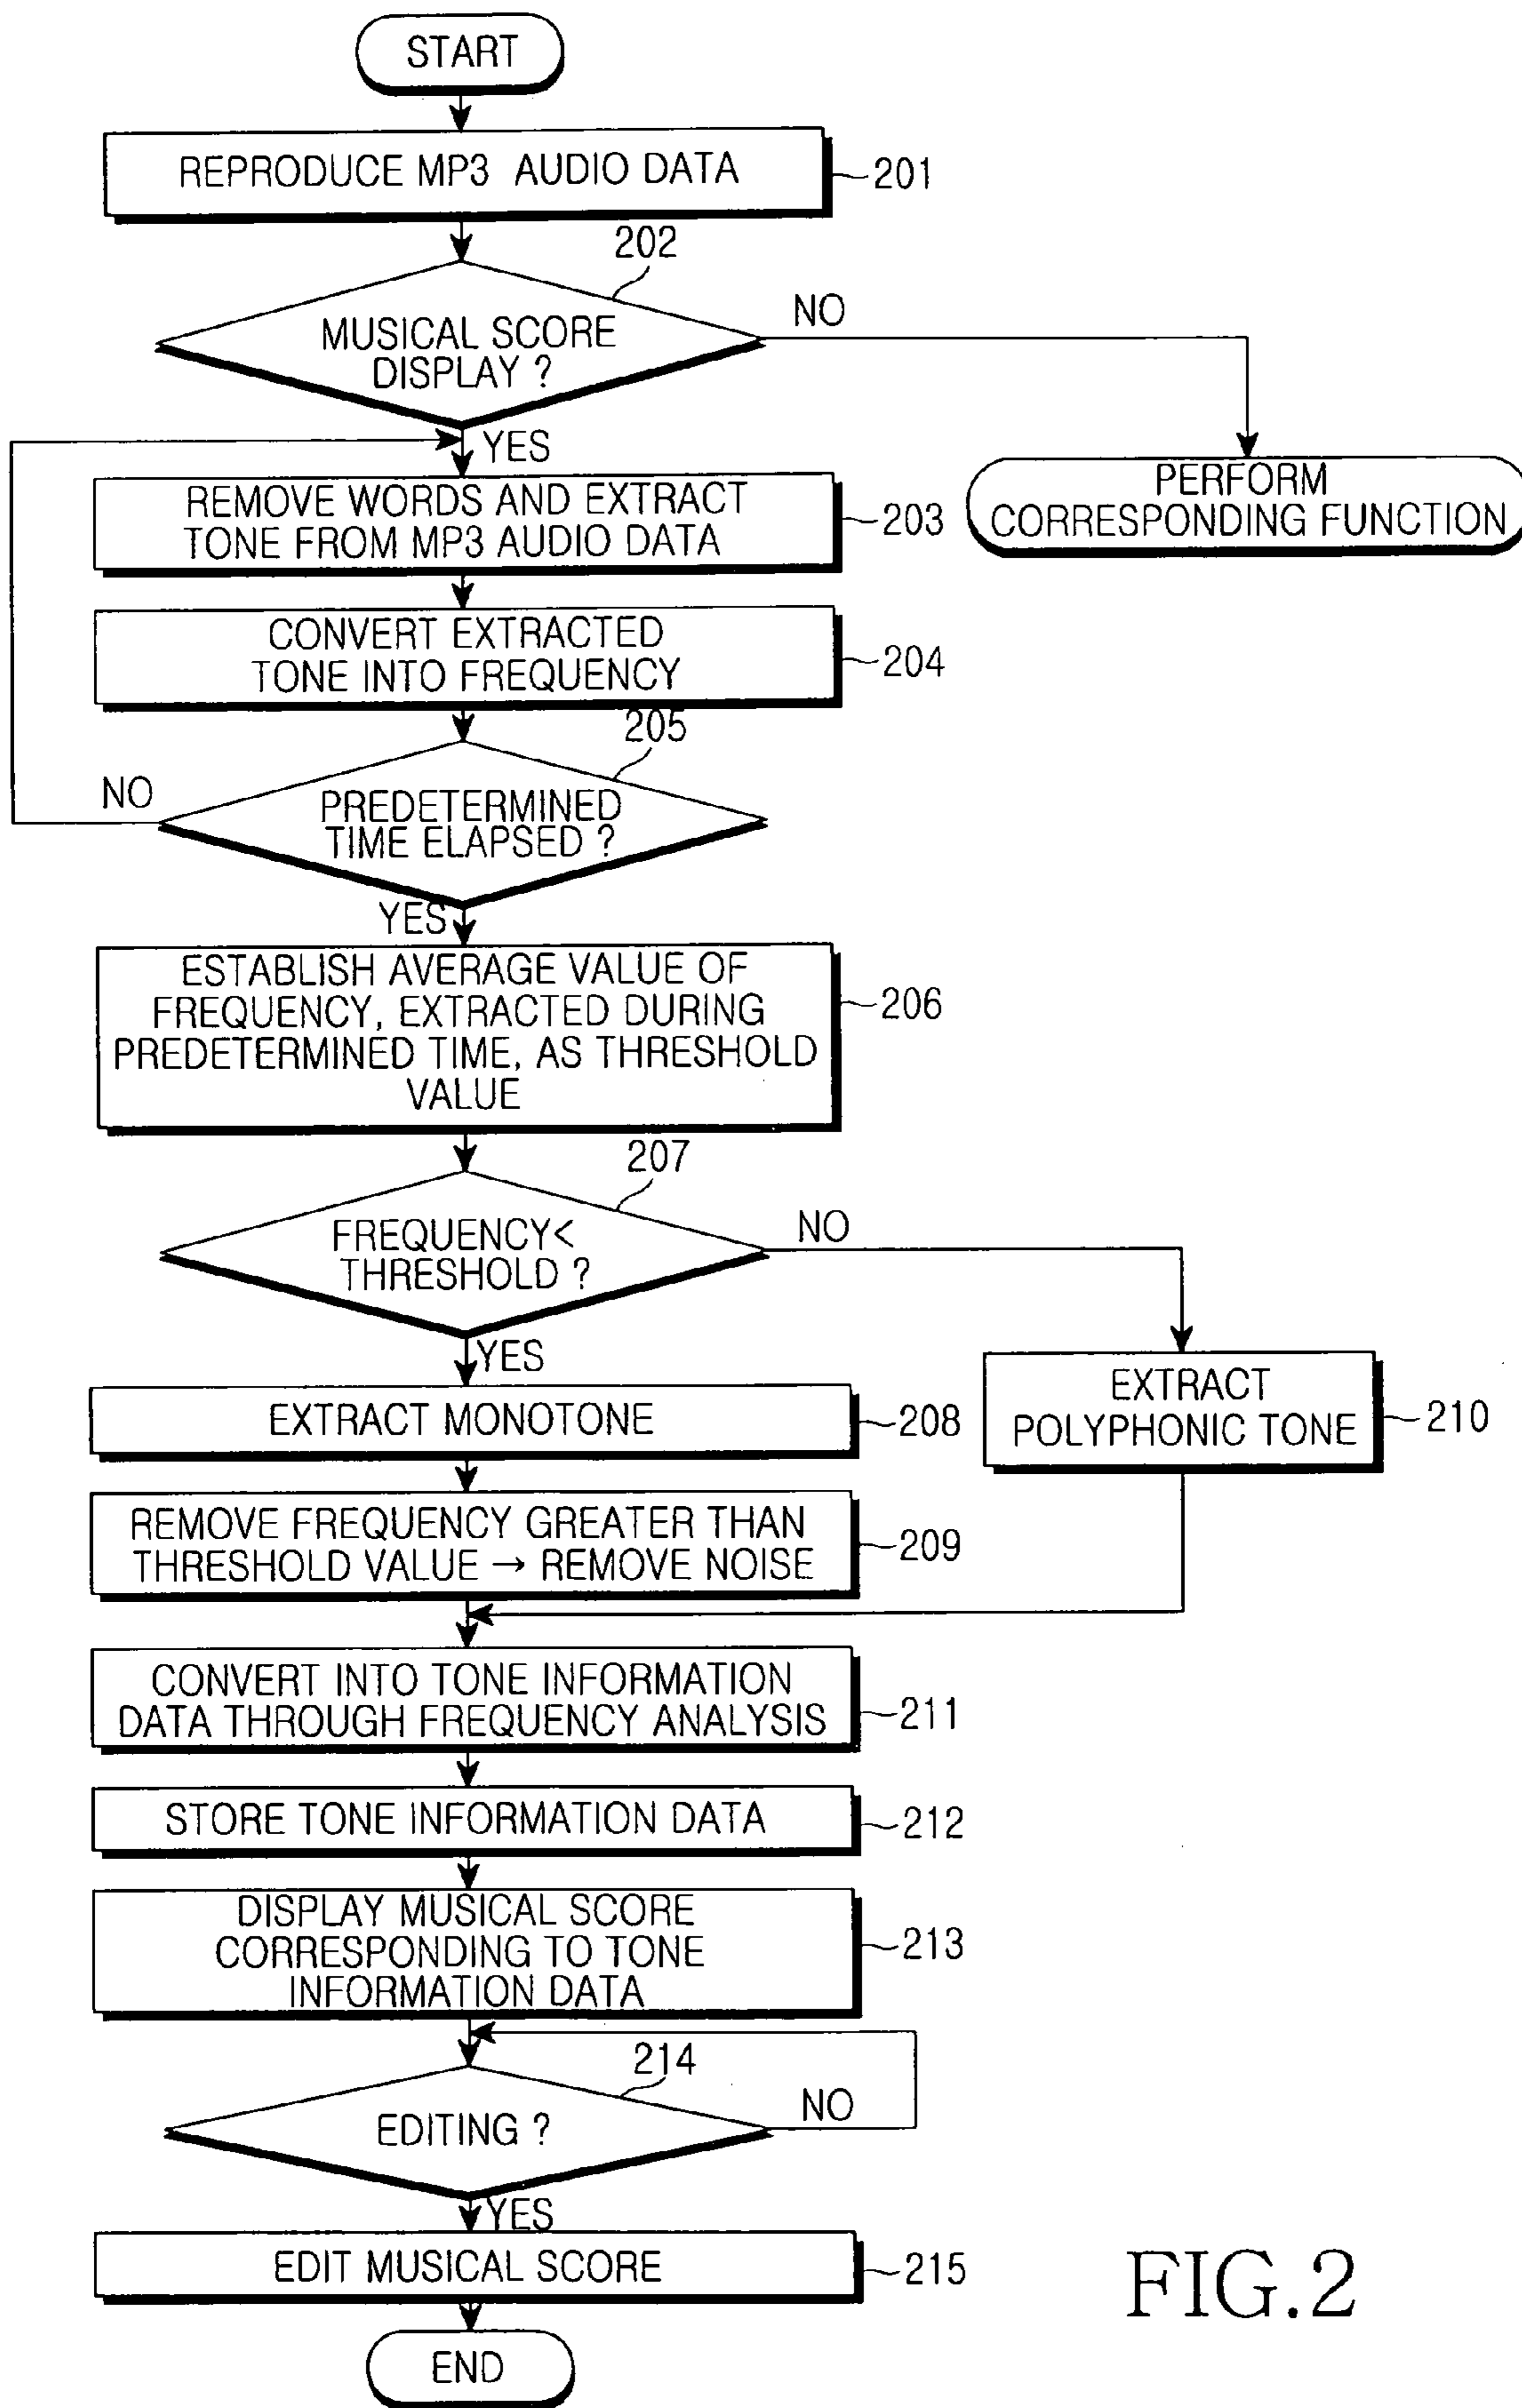 START
REPRODUCE MP3 AUDIO DATA
201
202
MUSICAL SCORE
DISPLAY ?
NO
YES
PERFORM
CORRESPONDING FUNCTION
REMOVE WORDS AND EXTRACT
TONE FROM MP3 AUDIO DATA
203
CONVERT EXTRACTED
TONE INTO FREQUENCY
204
205
NO
PREDETERMINED
TIME ELAPSED ?
YES
ESTABLISH AVERAGE VALUE OF
FREQUENCY, EXTRACTED DURING
PREDETERMINED TIME, AS THRESHOLD
VALUE
206
207
FREQUENCY<
THRESHOLD ?
NO
YES
EXTRACT MONOTONE
208
EXTRACT
POLYPHONIC TONE
210
REMOVE FREQUENCY GREATER THAN
THRESHOLD VALUE → REMOVE NOISE
209
CONVERT INTO TONE INFORMATION
DATA THROUGH FREQUENCY ANALYSIS
211
STORE TONE INFORMATION DATA
212
DISPLAY MUSICAL SCORE
CORRESPONDING TO TONE
INFORMATION DATA
213
214
EDITING ?
NO
YES
EDIT MUSICAL SCORE
215
END
FIG.2